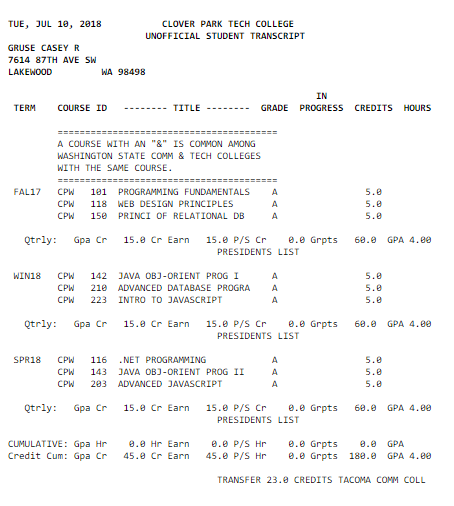 TUE, JUL 10, 2018 CLOVER PARK TECH COLLEGE
UNOFFICIAL STUDENT TRANSCRIPT
GRUSE CASEY R
7614 87TH AVE SW
LAKEWOOD WA 98498
IN
TERM COURSE ID -------- TITLE -------- GRADE PROGRESS CREDITS HOURS
========================================
A COURSE WITH AN "&" IS COMMON AMONG
WASHINGTON STATE COMM & TECH COLLEGES
WITH THE SAME COURSE.
========================================
FAL17 CPW 101 PROGRAMMING FUNDAMENTALS A 5.0
CPW 118 WEB DESIGN PRINCIPLES A 5.0
CPW 150 PRINCI OF RELATIONAL DB A 5.0
Qtrly: Gpa Cr 15.0 Cr Earn 15.0 P/S Cr 0.0 Grpts 60.0 GPA 4.00
PRESIDENTS LIST
WIN18 CPW 142 JAVA OBJ-ORIENT PROG I A 5.0
CPW 210 ADVANCED DATABASE PROGRA A 5.0
CPW 223 INTRO TO JAVASCRIPT A 5.0
Qtrly: Gpa Cr 15.0 Cr Earn 15.0 P/S Cr 0.0 Grpts 60.0 GPA 4.00
PRESIDENTS LIST
SPR18 CPW 116 .NET PROGRAMMING A 5.0
CPW 143 JAVA OBJ-ORIENT PROG II A 5.0
CPW 203 ADVANCED JAVASCRIPT A 5.0
Qtrly: Gpa Cr 15.0 Cr Earn 15.0 P/S Cr 0.0 Grpts 60.0 GPA 4.00
PRESIDENTS LIST
CUMULATIVE: Gpa Hr 0.0 Hr Earn 0.0 P/S Hr 0.0 Grpts 0.0 GPA
Credit Cum: Gpa Cr 45.0 Cr Earn 45.0 P/S Cr 0.0 Grpts 180.0 GPA 4.00
TRANSFER 23.0 CREDITS TACOMA COMM COLL